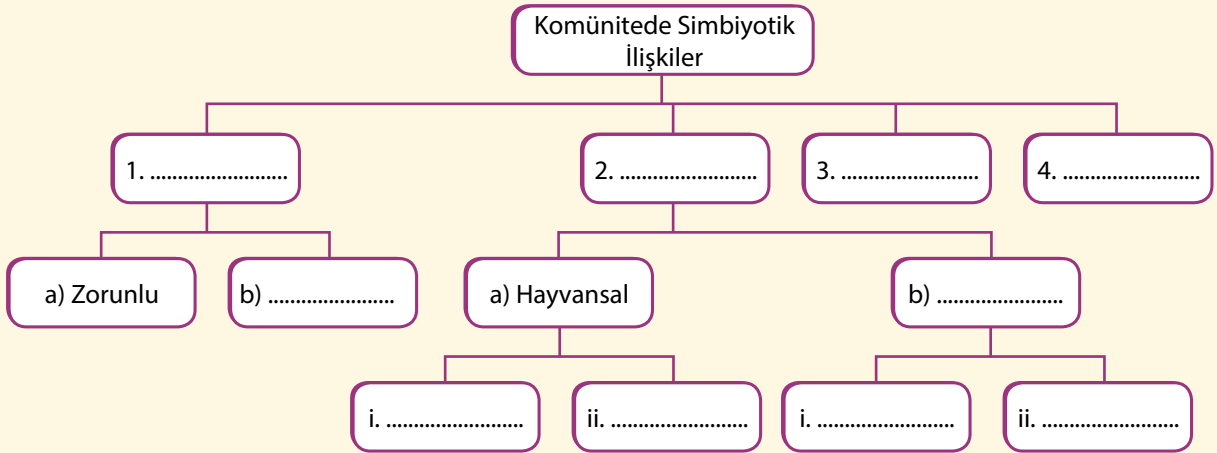 Komünitede Simbiyotik
İlişkiler
1. ........................
2. ........................
3. ........................
4. ........................
a) Zorunlu
b) ......................
a) Hayvansal
b) ......................
i. ........................
ii. ........................
i. ........................
ii. ........................